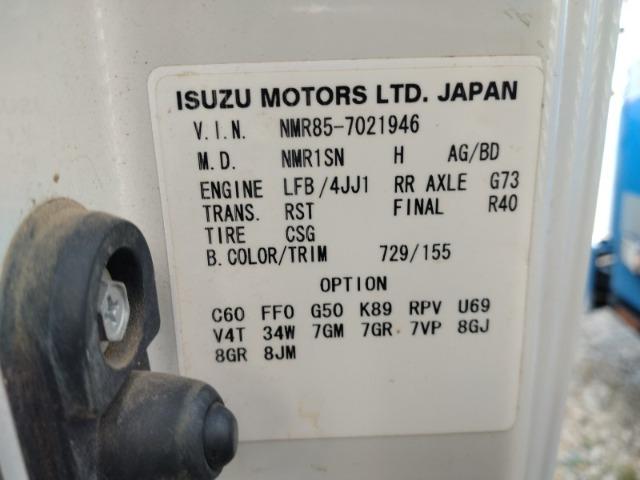 ISUZU MOTORS LTD. JAPAN
V.I.N. NMR85-7021946
M.D. NMR1SN H AG/BD
ENGINE LFB/4JJ1 RR AXLE G73
TRANS. RST FINAL R40
TIRE CSG
B.COLOR/TRIM 729/155
OPTION
C60 FF0 G50 K89 RPV U69
V4T 34W 7GM 7GR 7VP 8GJ
8GR 8JM